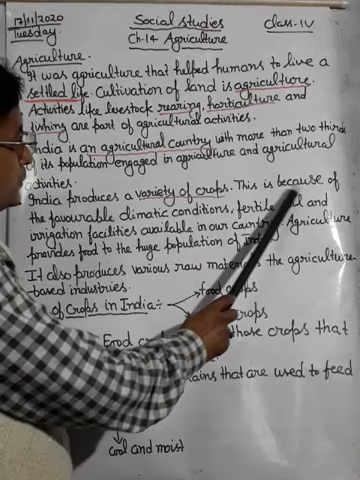 17/11/2020 Social studies Class-IV
Tuesday Ch-14 Agriculture
Agriculture
It was agriculture that helped humans to live a
settled life. Cultivation of land is agriculture.
Activities like livestock rearing, horticulture and
fishing are part of agricultural activities.
India is an agricultural country with more than two thirds
its population engaged in agriculture and agricultural
activities.
India produces a variety of crops. This is because of
the favourable climatic conditions, fertile and
irrigation facilities available in our country. Agriculture
provides food to the huge population of
It also produces various raw the agriculture
based industries.
of Crops in India:- food crops
crops
Food those crops that
that are used to feed
cool and moist